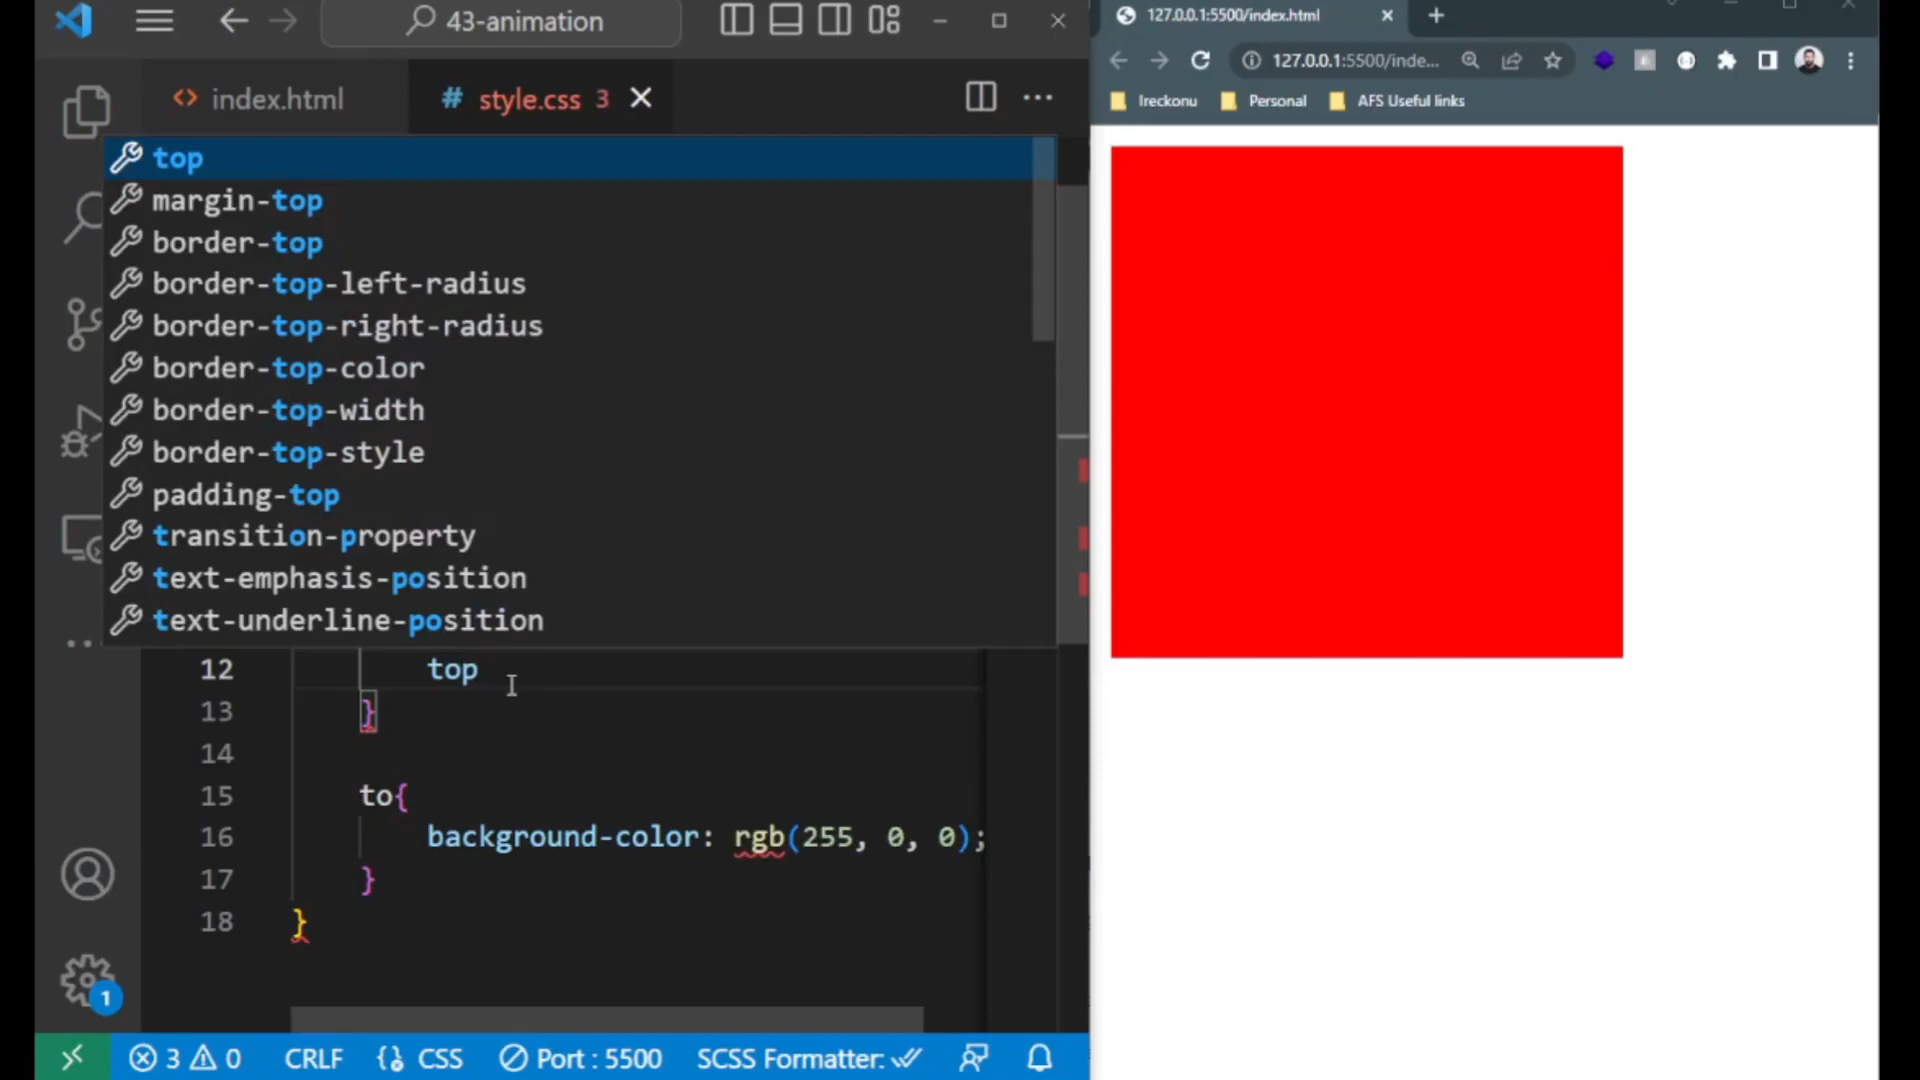 43-animation
index.html
# style.css 3
top
margin-top
border-top
border-top-left-radius
border-top-right-radius
border-top-color
border-top-width
border-top-style
padding-top
transition-property
text-emphasis-position
text-underline-position
12 top
13 }
14
15 to{
16 background-color: rgb(255, 0, 0);
17 }
18 }
1
3 0 CRLF {} CSS Port : 5500 SCSS Formatter:
127.0.0.1:5500/index.html
127.0.0.1:5500/inde...
Ireckonu Personal AFS Useful links